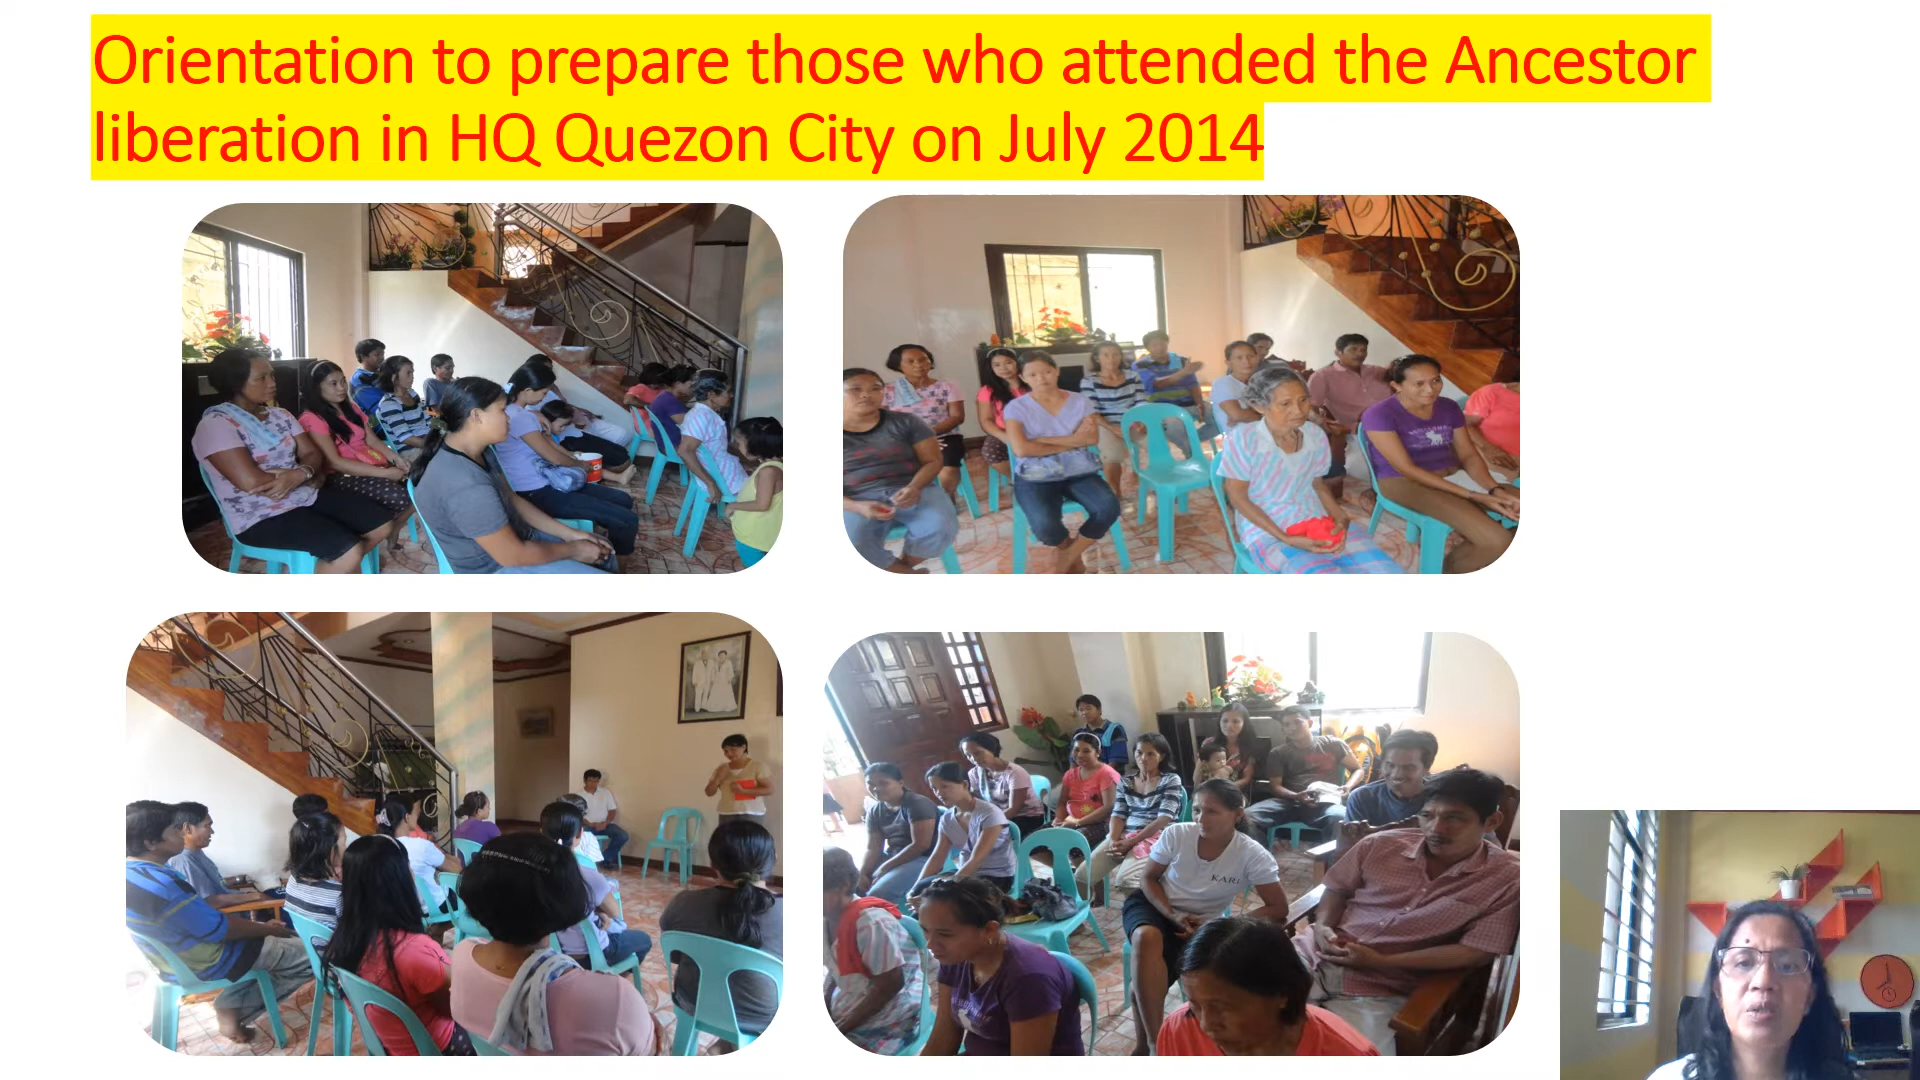 Orientation to prepare those who attended the Ancestor
liberation in HQ Quezon City on July 2014